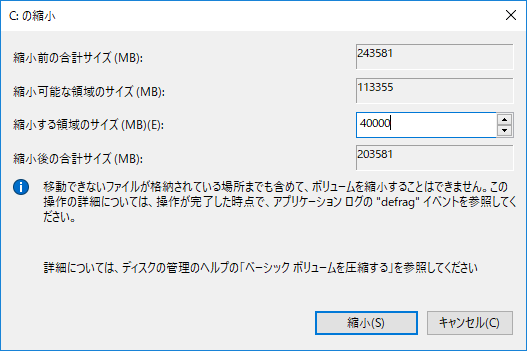 C: の縮小
縮小前の合計サイズ (MB): 243581
縮小可能な領域のサイズ (MB): 113355
縮小する領域のサイズ (MB)(E): 40000
縮小後の合計サイズ (MB): 203581
移動できないファイルが格納されている場所までも含めて、ボリュームを縮小することはできません。この
操作の詳細については、操作が完了した時点で、アプリケーション ログの "defrag" イベントを参照してく
ださい。
詳細については、ディスクの管理のヘルプの「ベーシック ボリュームを圧縮する」を参照してください
縮小(S) キャンセル(C)